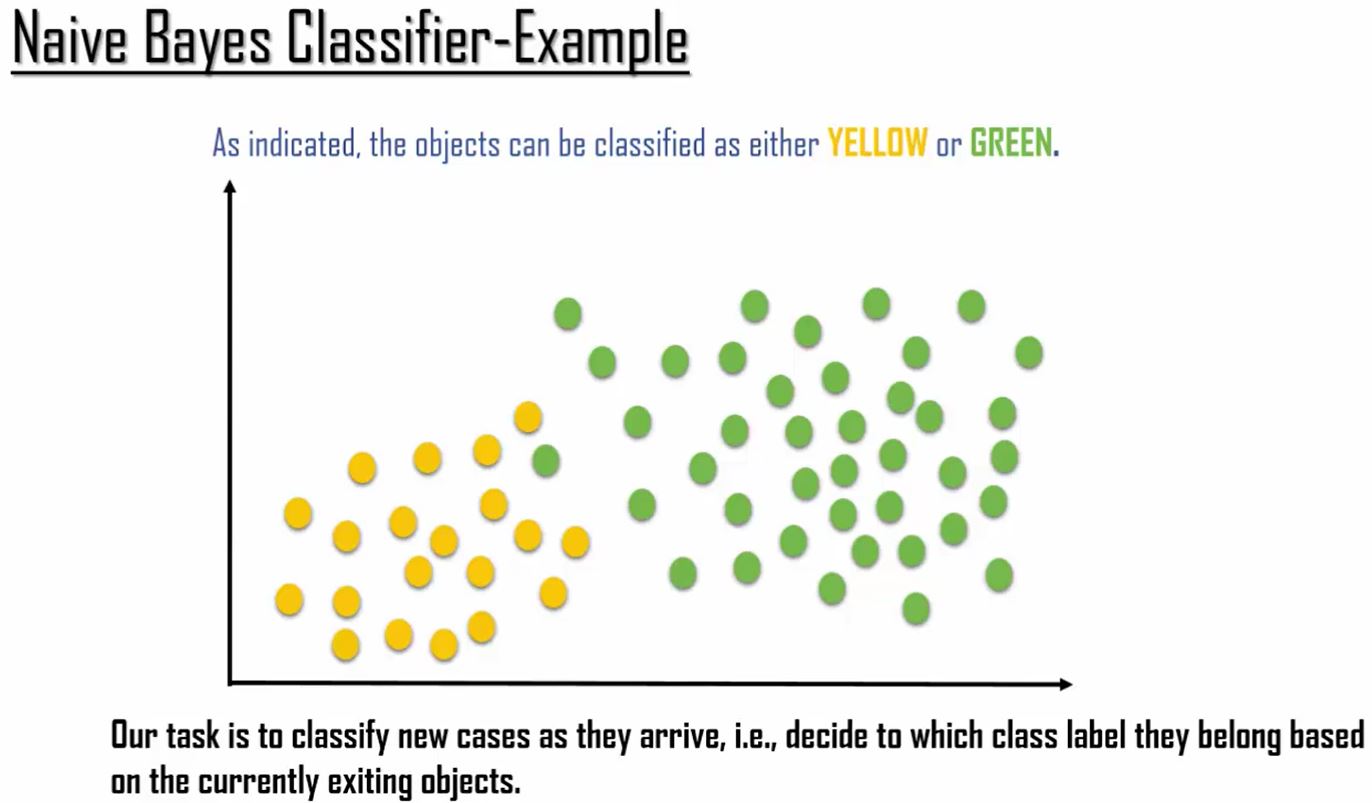 Naive Bayes Classifier-Example
As indicated, the objects can be classified as either YELLOW or GREEN.
Our task is to classify new cases as they arrive, i.e., decide to which class label they belong based
on the currently exiting objects.